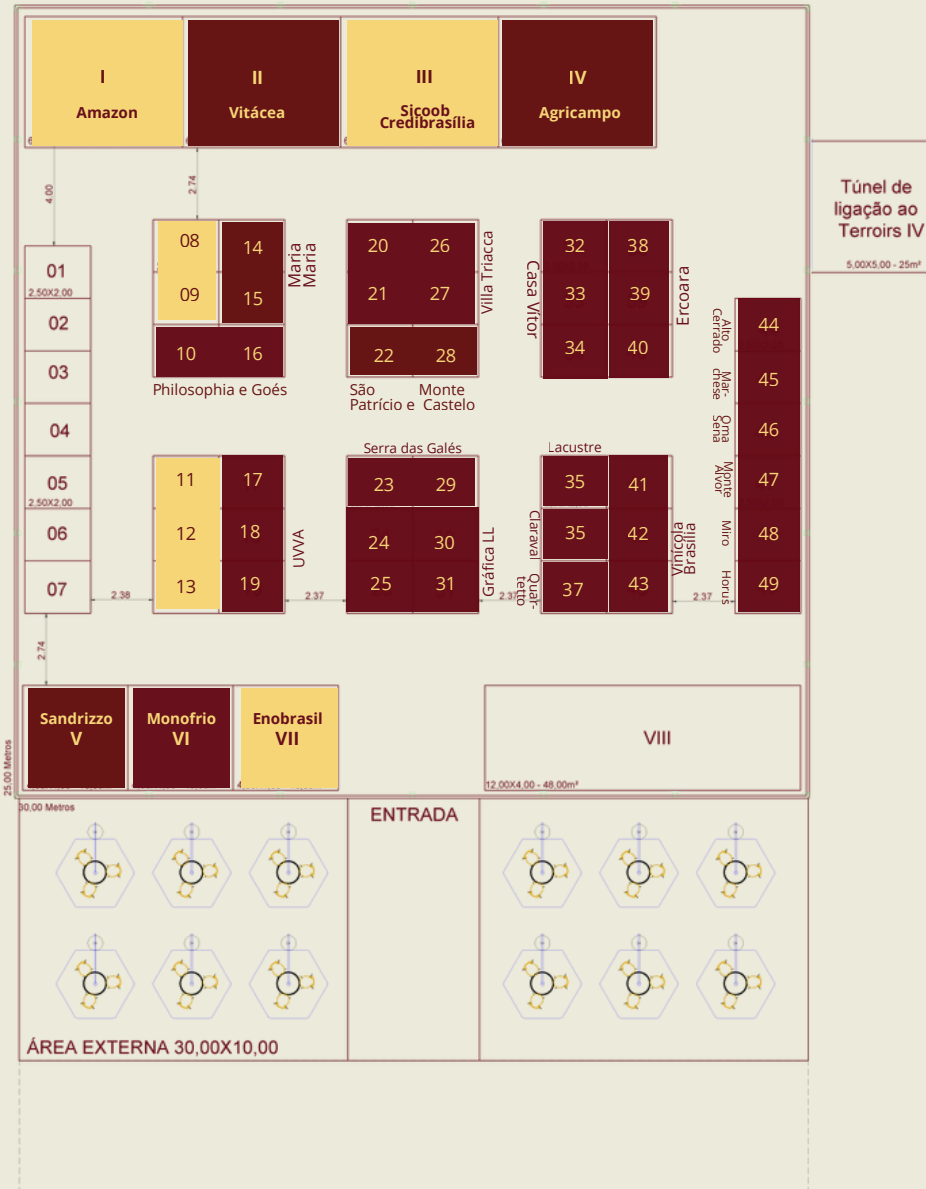 I
Amazon
II
Vitácea
III
Sicoob
Credibrasília
IV
Agricampo
4.00
2.74
Túnel de
ligação ao
Terroirs IV
5,00X5,00 - 25m²
01
2,50X2,00
02
03
04
05
2,50X2,00
06
07
08
14
09
15
10
16
Maria
Maria
Philosophia e Goés
20
26
21
27
22
28
Villa Triacca
São
Patrício e
Monte
Castelo
32
38
33
39
34
40
Casa Vítor
Ercoara
Alto
Cerrado
44
Mar-
chese
45
Oma
Sena
46
Monte
Alvor
47
Miro
48
Horus
49
11
17
12
18
13
19
UVVA
Serra das Galés
23
29
24
30
25
31
Gráfica LL
Lacustre
35
41
Clarava
35
42
Quar-
tetto
37
43
Vinícola
Brasília
2.38
2.37
2.37
2.37
2.74
Sandrizzo
V
Monofrio
VI
Enobrasil
VII
VIII
12,00X4,00 - 48,00m²
25,00 Metros
30,00 Metros
ENTRADA
ÁREA EXTERNA 30,00X10,00